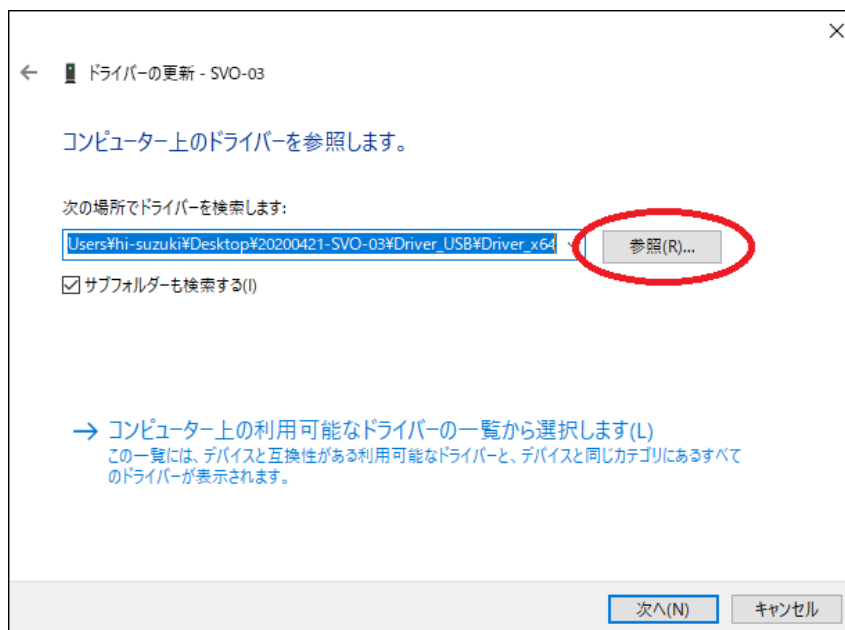 ドライバーの更新 - SVO-03
コンピューター上のドライバーを参照します。
次の場所でドライバーを検索します:
Users¥hi-suzuki¥Desktop¥20200421-SVO-03¥Driver_USB¥Driver_x64
参照(R)...
サブフォルダーも検索する(I)
コンピューター上の利用可能なドライバーの一覧から選択します(L)
この一覧には、デバイスと互換性がある利用可能なドライバーと、デバイスと同じカテゴリにあるすべて
のドライバーが表示されます。
次へ(N)
キャンセル